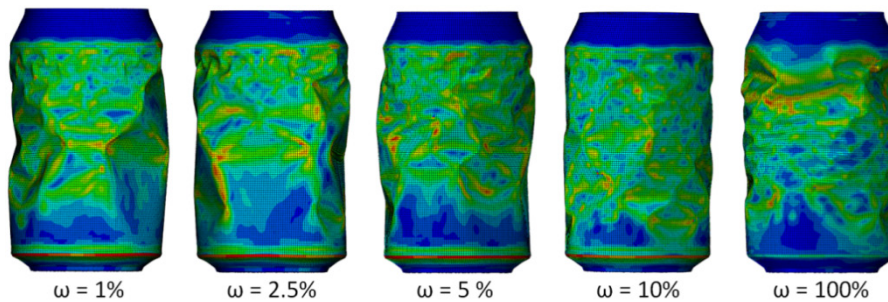 ω = 1%
ω = 2.5%
ω = 5 %
ω = 10%
ω = 100%